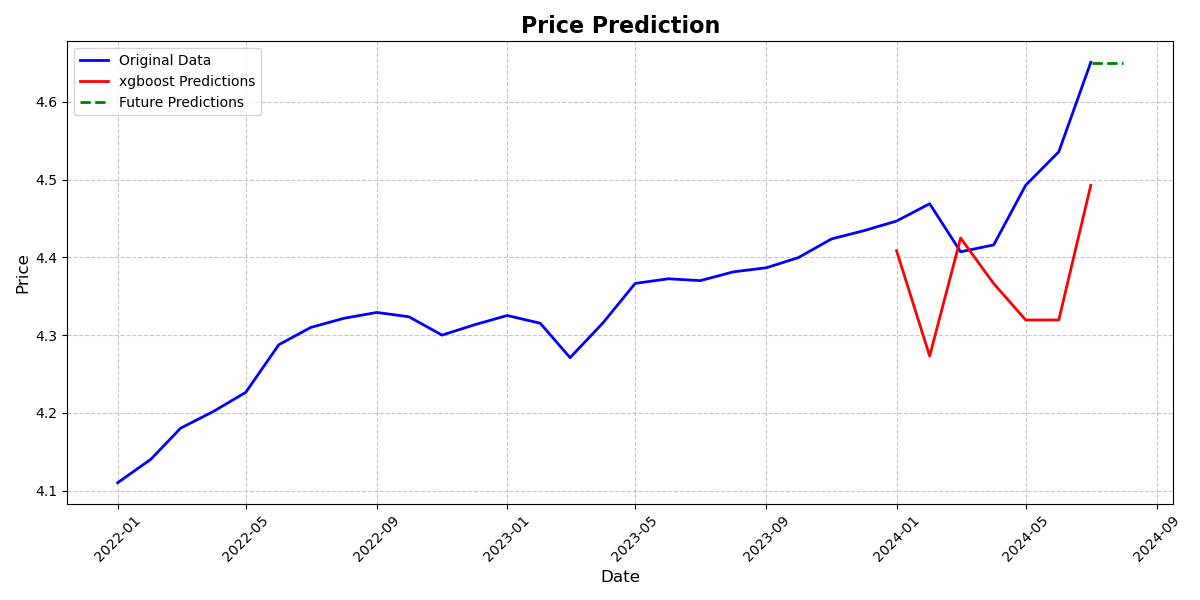 Price Prediction
Original Data
xgboost Predictions
Future Predictions
Price
4.6
4.5
4.4
4.3
4.2
4.1
2022-01
2022-05
2022-09
2023-01
2023-05
2023-09
2024-01
2024-05
2024-09
Date